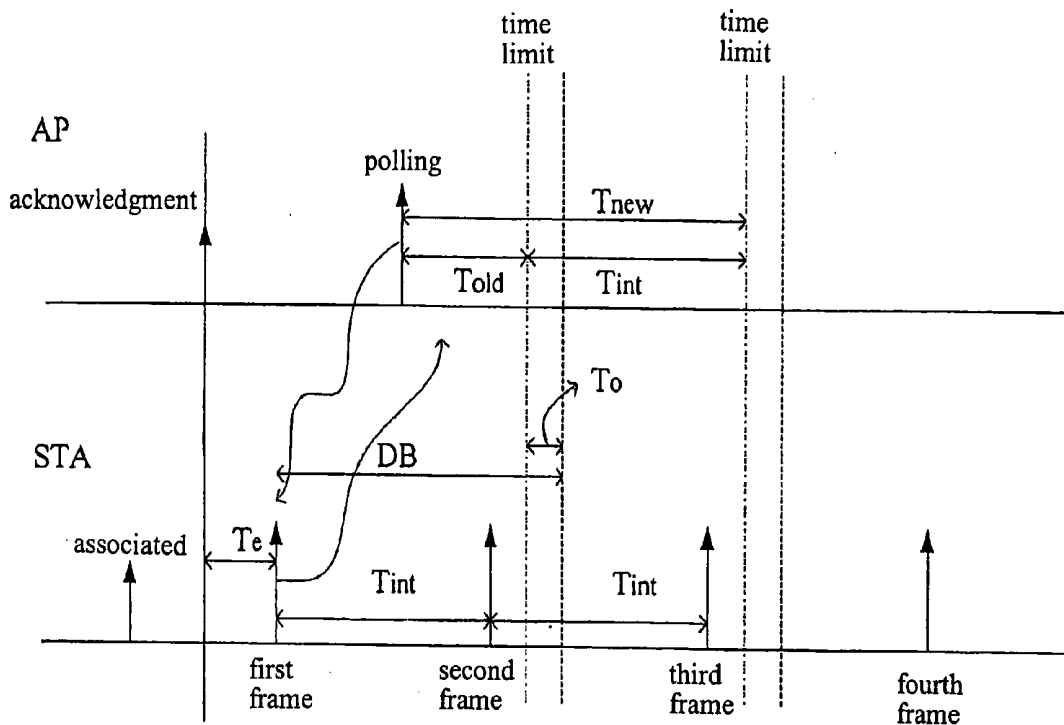 time
limit
time
limit
AP
polling
acknowledgment
Tnew
Told
Tint
To
STA
DB
associated
Te
Tint
Tint
first
frame
second
frame
third
frame
fourth
frame